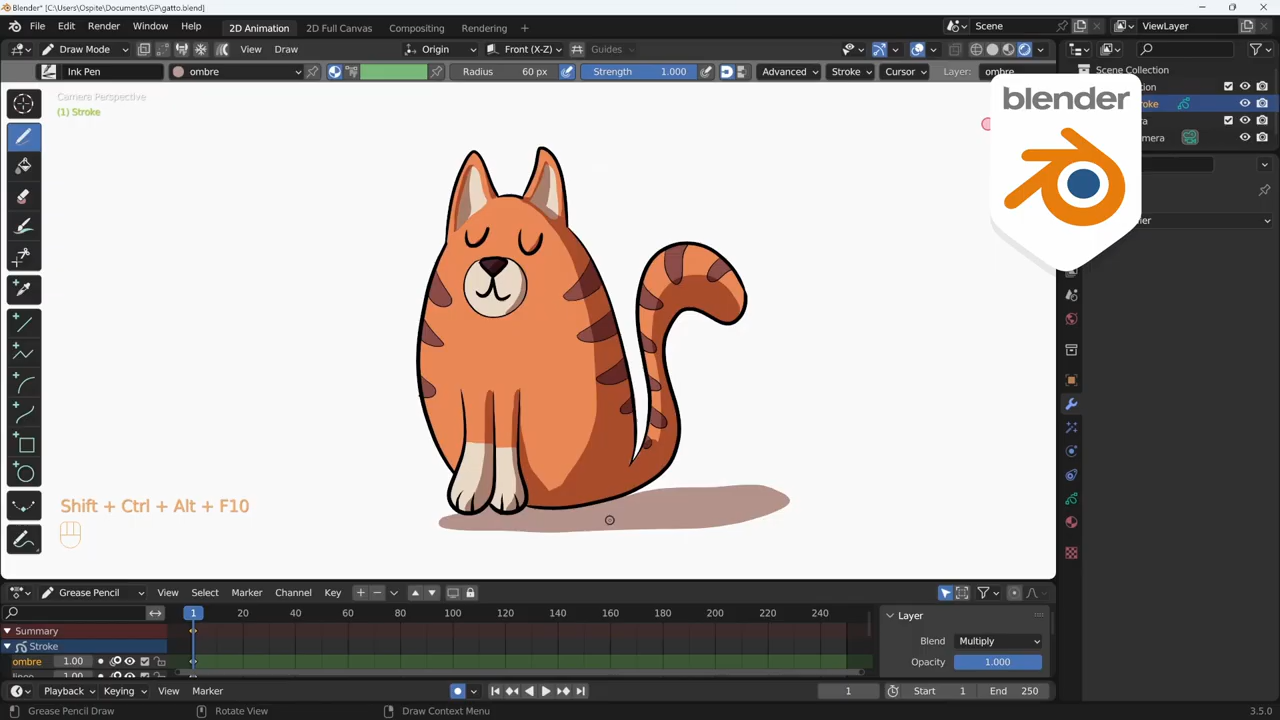 Blender* [C:\Users\Ospite\Documents\GP\gatto.blend]
File Edit Render Window Help 2D Animation 2D Full Canvas Compositing Rendering + Scene ViewLayer
Draw Mode View Draw Origin Front (X-Z) Guides
Ink Pen ombre Radius 60 px Strength 1.000 Advanced Stroke Cursor Layer: ombre
Scene Collection
Camera Perspective
(1) Stroke
blender
Shift + Ctrl + Alt + F10
Grease Pencil View Select Marker Channel Key
1 20 40 60 80 100 120 140 160 180 200 220 240
Layer
Summary
Stroke
Blend Multiply
ombre 1.00
Opacity 1.000
Playback Keying View Marker 1 Start 1 End 250
Grease Pencil Draw Rotate View Draw Context Menu 3.5.0